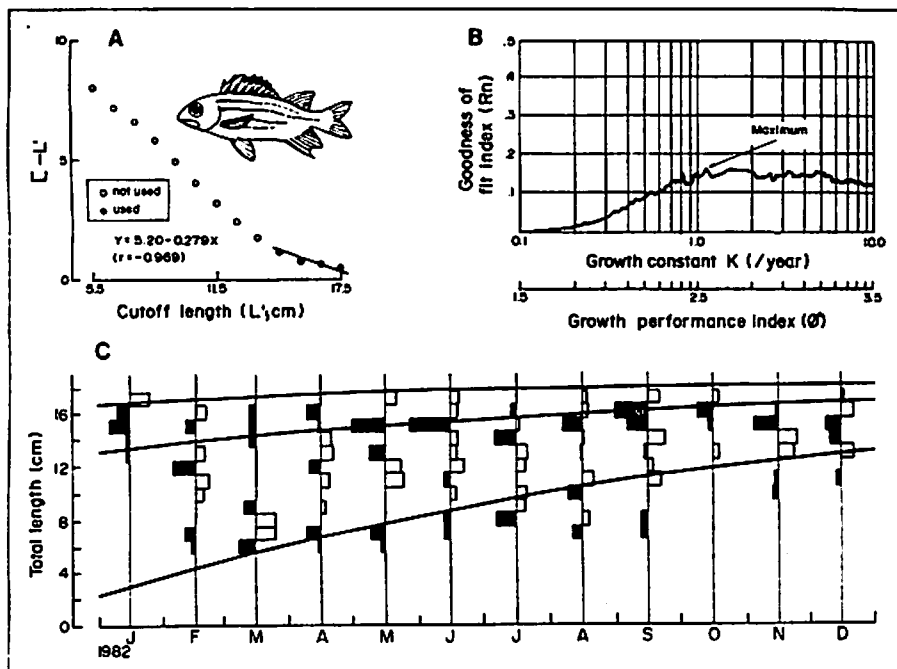 A
10
5
0
L̄-L'
not used
used
Y=5.20-0.279X
(r=-0.969)
5.5 11.5 17.5
Cutoff length (L', cm)
B
Goodness of
fit index (Rn)
.5
.4
.3
.2
.1
Maximum
0.1 1.0 10.0
Growth constant K (/year)
1.5 2.5 3.5
Growth performance index (Ø')
C
Total length (cm)
16
12
8
4
0
J F M A M J J A S O N D
1982